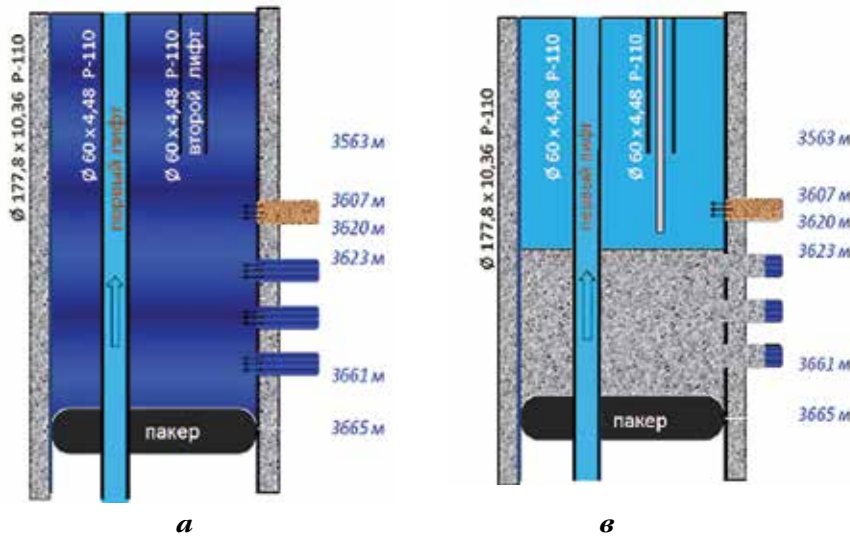 Ø 177,8 x 10,36 P-110
Ø 60 x 4,48 P-110
первый лифт
Ø 60 x 4,48 P-110
второй лифт
3563 м
3607 м
3620 м
3623 м
3661 м
3665 м
пакер
а
Ø 177,8 x 10,36 P-110
Ø 60 x 4,48 P-110
первый лифт
Ø 60 x 4,48 P-110
3563 м
3607 м
3620 м
3623 м
3661 м
3665 м
пакер
в